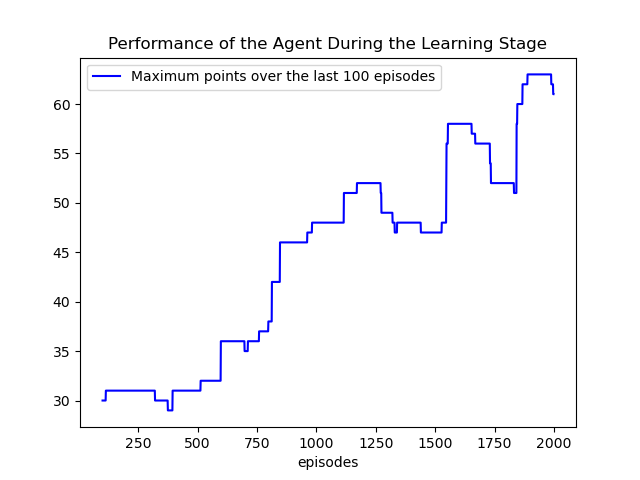 Performance of the Agent During the Learning Stage
Maximum points over the last 100 episodes
60
55
50
45
40
35
30
250 500 750 1000 1250 1500 1750 2000
episodes